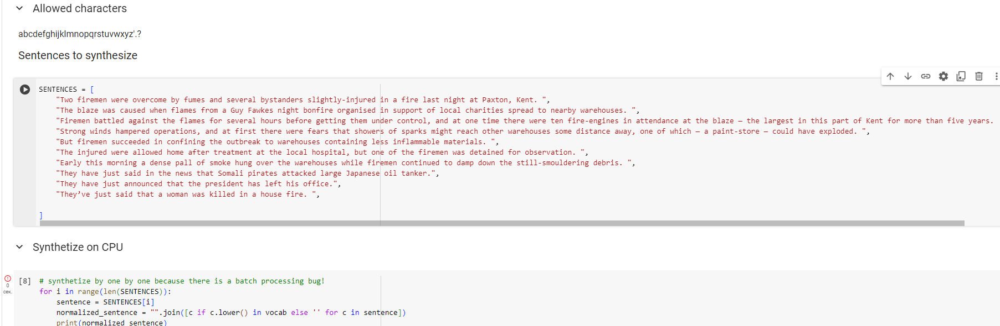 Allowed characters
abcdefghijklmnopqrstuvwxyz'.?
Sentences to synthesize
SENTENCES = [
"Two firemen were overcome by fumes and several bystanders slightly-injured in a fire last night at Paxton, Kent. ",
"The blaze was caused when flames from a Guy Fawkes night bonfire organised in support of local charities spread to nearby warehouses. ",
"Firemen battled against the flames for several hours before getting them under control, and at one time there were ten fire-engines in attendance at the blaze – the largest in this part of Kent for more than five years.
"Strong winds hampered operations, and at first there were fears that showers of sparks might reach other warehouses some distance away, one of which – a paint-store – could have exploded. ",
"But firemen succeeded in confining the outbreak to warehouses containing less inflammable materials. ",
"The injured were allowed home after treatment at the local hospital, but one of the firemen was detained for observation. ",
"Early this morning a dense pall of smoke hung over the warehouses while firemen continued to damp down the still-smouldering debris. ",
"They have just said in the news that Somali pirates attacked large Japanese oil tanker.",
"They have just announced that the president has left his office.",
"They’ve just said that a woman was killed in a house fire. ",
]
Synthetize on CPU
[8] # synthetize by one by one because there is a batch processing bug!
0
сек.
for i in range(len(SENTENCES)):
sentence = SENTENCES[i]
normalized_sentence = "".join([c if c.lower() in vocab else '' for c in sentence])
print(normalized_sentence)